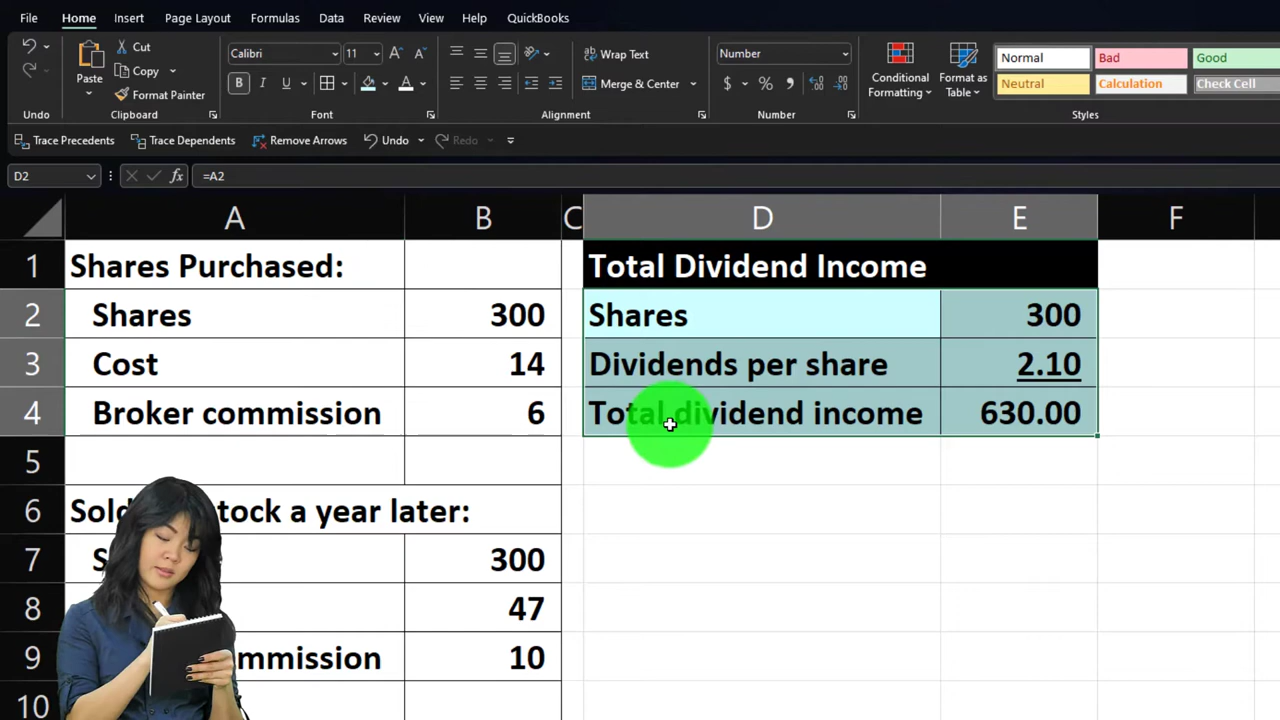 File Home Insert Page Layout Formulas Data Review View Help QuickBooks
Cut
Copy
Format Painter
Paste
Undo
Clipboard
Calibri 11
B I U
Font
Wrap Text
Merge & Center
Alignment
Number
$ % ,
Number
Conditional Formatting
Format as Table
Normal Bad Good
Neutral Calculation Check Cell
Styles
Trace Precedents Trace Dependents Remove Arrows Undo Redo
D2 fx =A2
A B C D E F
1 Shares Purchased: Total Dividend Income
2 Shares 300 Shares 300
3 Cost 14 Dividends per share 2.10
4 Broker commission 6 Total dividend income 630.00
5
6 stock a year later:
7 300
8 47
9 10
10